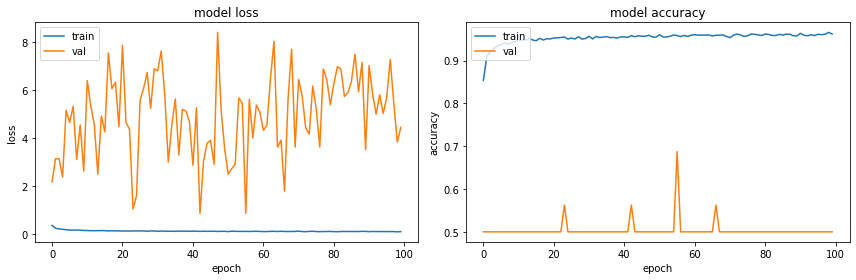 model loss
train
val
8
6
4
2
0
loss
0
20
40
60
80
100
epoch
model accuracy
train
val
0.9
0.8
0.7
0.6
0.5
accuracy
0
20
40
60
80
100
epoch